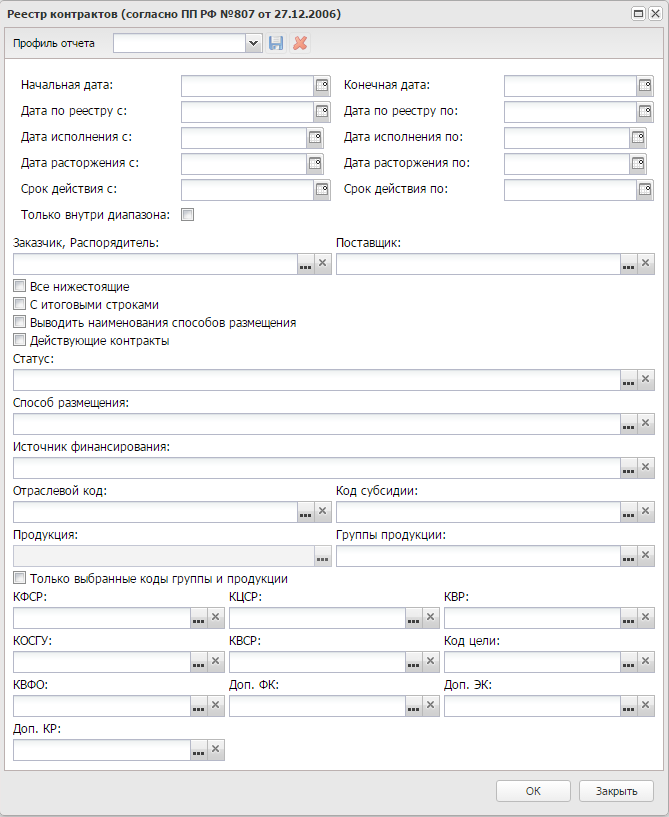 Реестр контрактов (согласно ПП РФ №807 от 27.12.2006)
Профиль отчета
Начальная дата: Конечная дата:
Дата по реестру с: Дата по реестру по:
Дата исполнения с: Дата исполнения по:
Дата расторжения с: Дата расторжения по:
Срок действия с: Срок действия по:
Только внутри диапазона:
Заказчик, Распорядитель: Поставщик:
Все нижестоящие
С итоговыми строками
Выводить наименования способов размещения
Действующие контракты
Статус:
Способ размещения:
Источник финансирования:
Отраслевой код: Код субсидии:
Продукция: Группы продукции:
Только выбранные коды группы и продукции
КФСР: КЦСР: КВР:
КОСГУ: КВСР: Код цели:
КВФО: Доп. ФК: Доп. ЭК:
Доп. КР:
ОК Закрыть